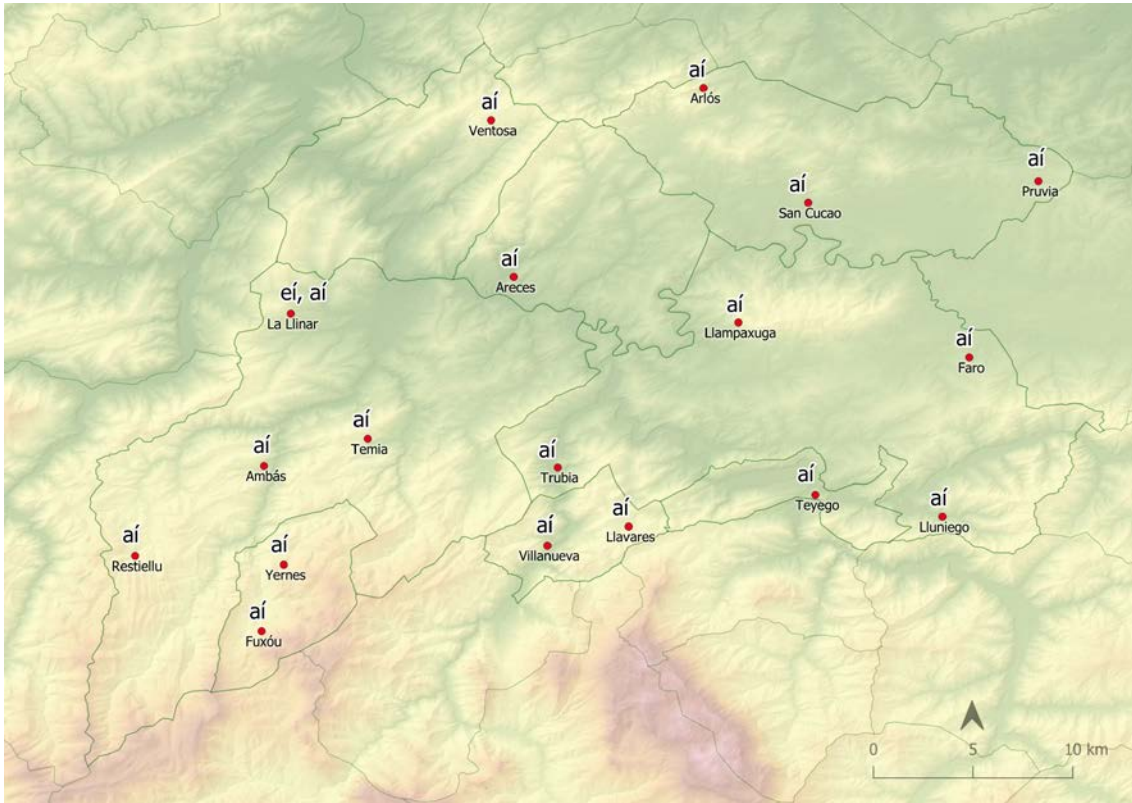 aí
Arlós
aí
Ventosa
aí
Pruvia
aí
San Cucao
aí
Areces
eí, aí
La Llinar
aí
Llampaxuga
aí
Faro
aí
Temia
aí
Ambás
aí
Trubia
aí
Teyego
aí
Lluniego
aí
Llavares
aí
Villanueva
aí
Restiellu
aí
Yernes
aí
Fuxóu
0 5 10 km